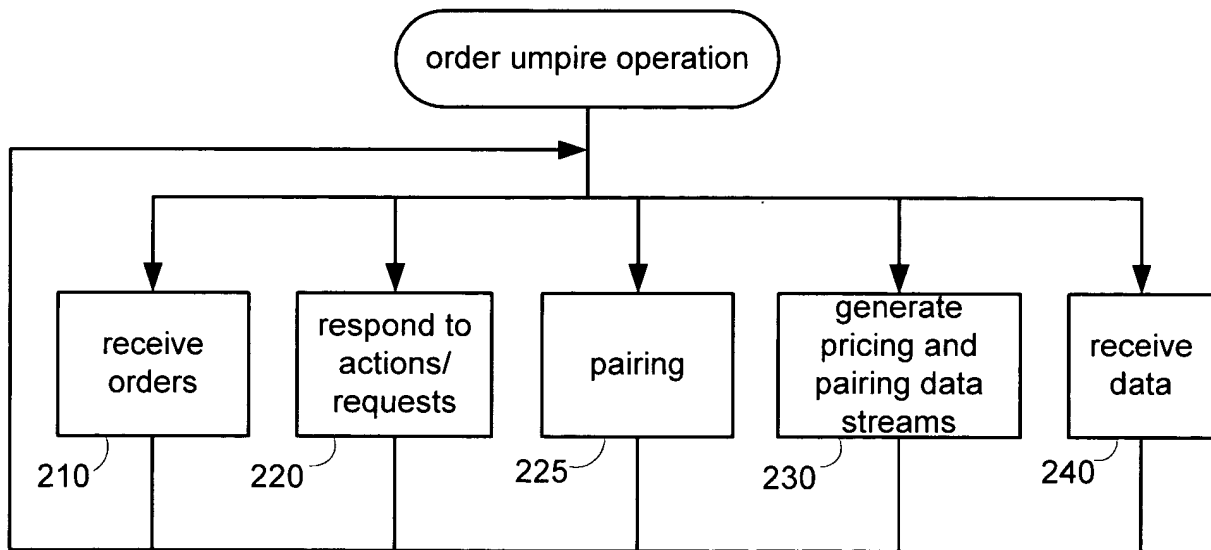 order umpire operation
receive
orders
respond to
actions/
requests
pairing
generate
pricing and
pairing data
streams
receive
data
210
220
225
230
240